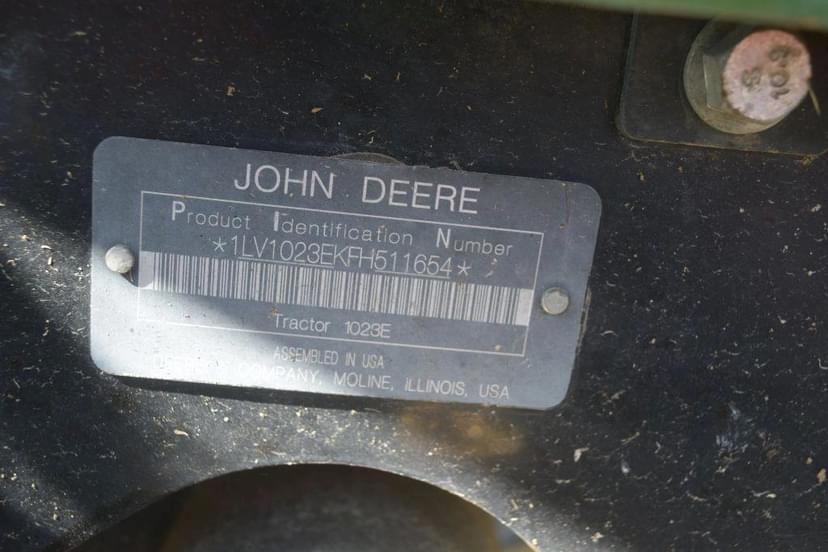 JOHN DEERE
Product Identification Number
*1LV1023EKFH511654*
Tractor 1023E
ASSEMBLED IN USA
COMPANY, MOLINE, ILLINOIS, USA
10.9